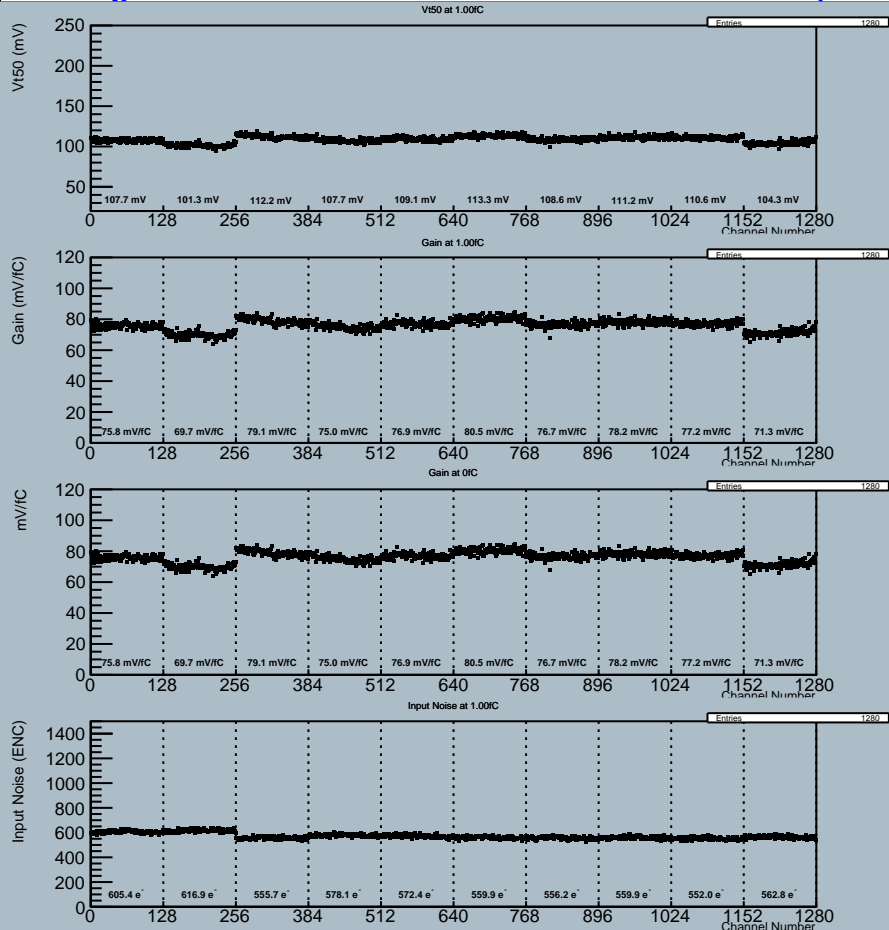 Vt50 at 1.00fC
Entries 1280
Vt50 (mV)
250
200
150
100
50
107.7 mV 101.3 mV 112.2 mV 107.7 mV 109.1 mV 113.3 mV 108.6 mV 111.2 mV 110.6 mV 104.3 mV
0 128 256 384 512 640 768 896 1024 1152 1280
Channel Number
Gain at 1.00fC
Entries 1280
Gain (mV/fC)
120
100
80
60
40
20
0
75.8 mV/fC 69.7 mV/fC 79.1 mV/fC 75.0 mV/fC 76.9 mV/fC 80.5 mV/fC 76.7 mV/fC 78.2 mV/fC 77.2 mV/fC 71.3 mV/fC
0 128 256 384 512 640 768 896 1024 1152 1280
Channel Number
Gain at 0fC
Entries 1280
mV/fC
120
100
80
60
40
20
0
75.8 mV/fC 69.7 mV/fC 79.1 mV/fC 75.0 mV/fC 76.9 mV/fC 80.5 mV/fC 76.7 mV/fC 78.2 mV/fC 77.2 mV/fC 71.3 mV/fC
0 128 256 384 512 640 768 896 1024 1152 1280
Channel Number
Input Noise at 1.00fC
Entries 1280
Input Noise (ENC)
1400
1200
1000
800
600
400
200
0
605.4 e⁻ 616.9 e⁻ 555.7 e⁻ 578.1 e⁻ 572.4 e⁻ 559.9 e⁻ 556.2 e⁻ 559.9 e⁻ 552.0 e⁻ 562.8 e⁻
0 128 256 384 512 640 768 896 1024 1152 1280
Channel Number